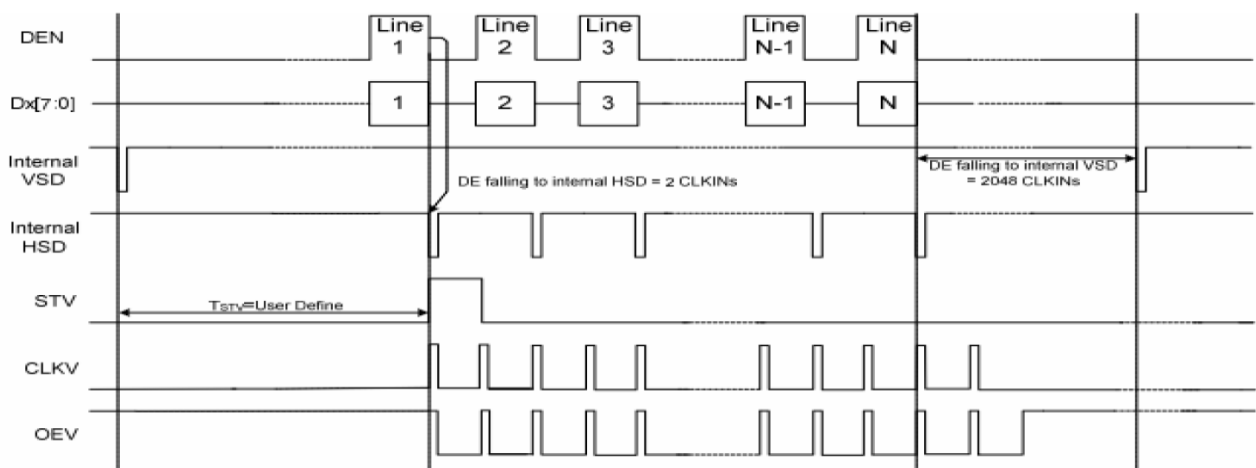 DEN
Line
1
Line
2
Line
3
Line
N-1
Line
N
Dx[7:0]
1
2
3
N-1
N
Internal
VSD
DE falling to internal HSD = 2 CLKINs
DE falling to internal VSD
= 2048 CLKINs
Internal
HSD
STV
TSTV=User Define
CLKV
OEV